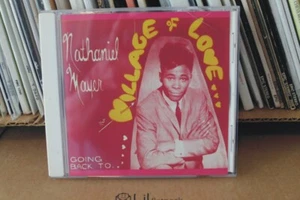 Nathaniel
Mayer
VILLAGE of
LOVE...
GOING
BACK TO...